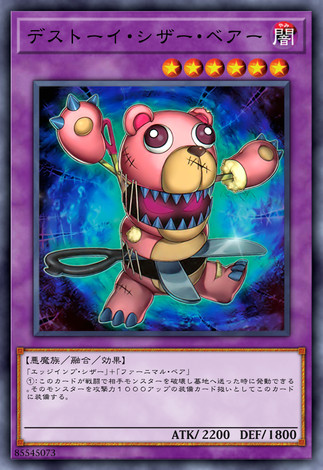 デストーイ・シザー・ベアー
闇
やみ
【悪魔族／融合／効果】
「エッジインプ・シザー」＋「ファーニマル・ベア」
①：このカードが戦闘で相手モンスターを破壊し墓地へ送った時に発動できる
。そのモンスターを攻撃力１０００アップの装備カード扱いとしてこのカード
に装備する。
ATK/ 2200 DEF/1800
85545073